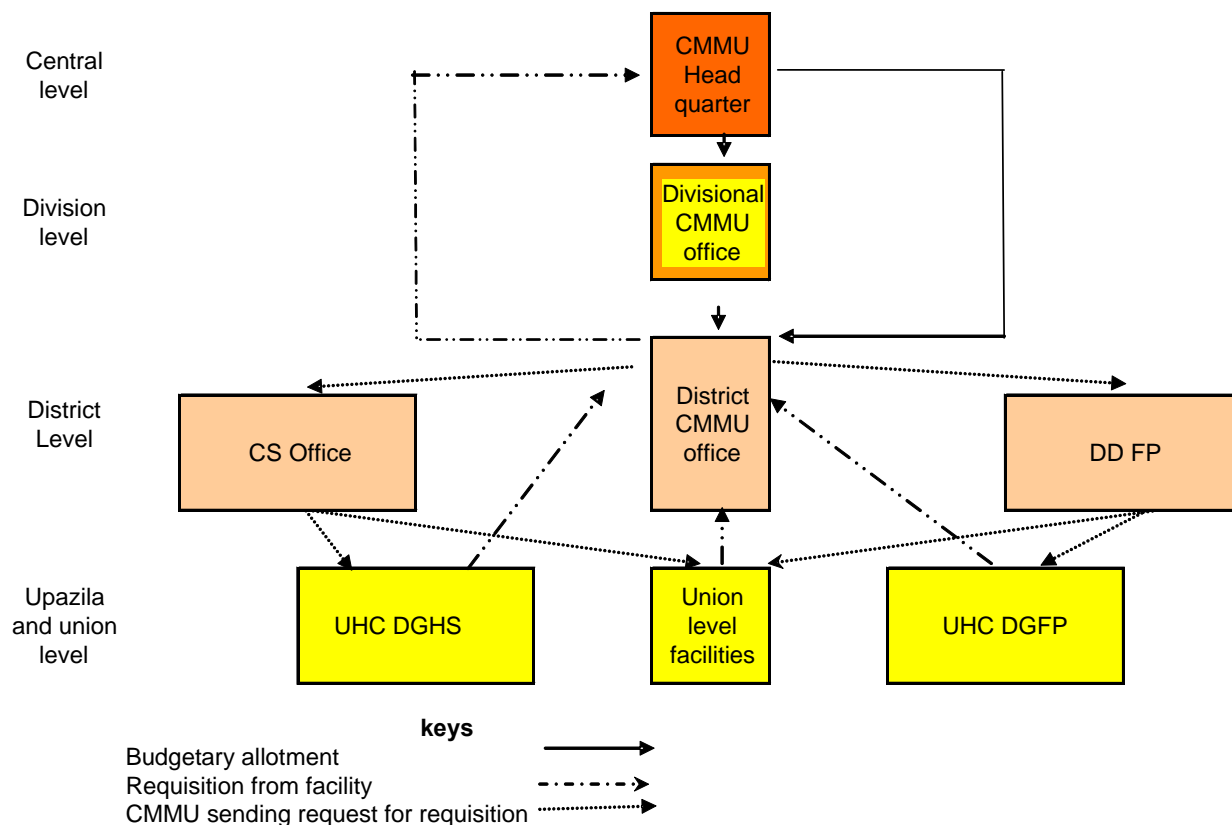 Central
level
CMMU
Head
quarter
Division
level
Divisional
CMMU
office
District
Level
CS Office
District
CMMU
office
DD FP
Upazila
and union
level
UHC DGHS
Union
level
facilities
UHC DGFP
keys
Budgetary allotment
Requisition from facility
CMMU sending request for requisition